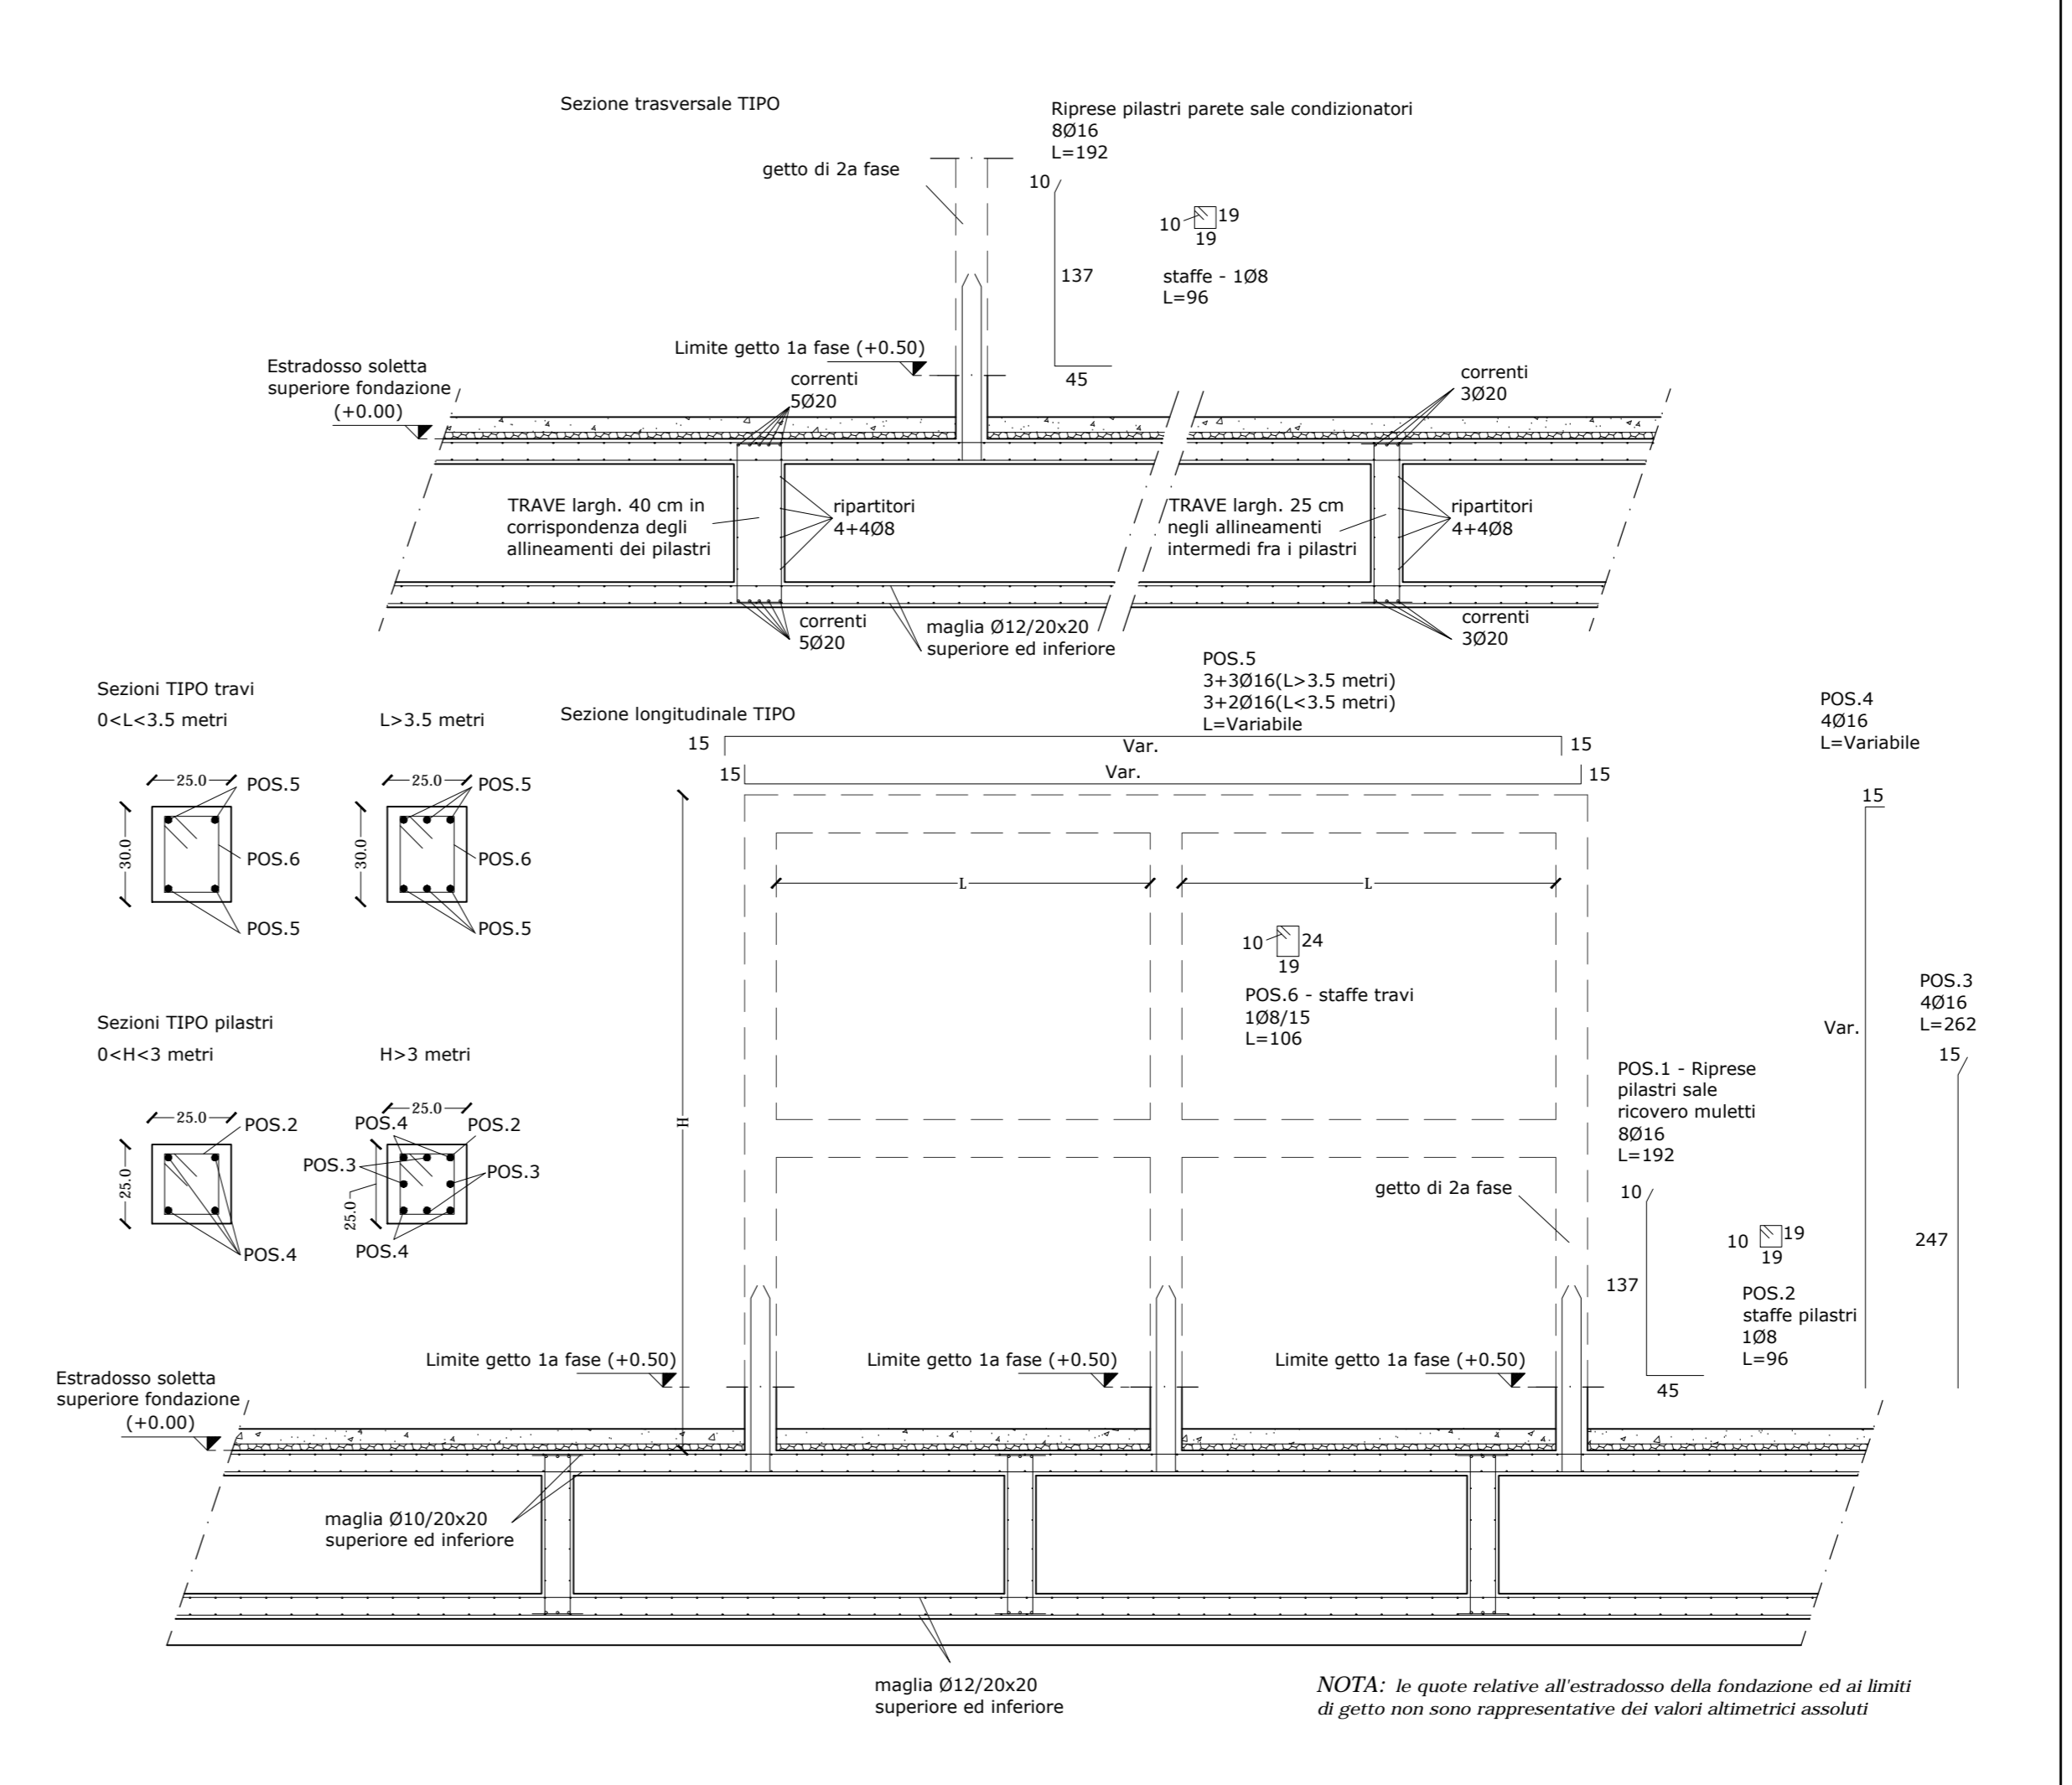 Sezione trasversale TIPO
Riprese pilastri parete sale condizionatori
8Ø16
L=192
getto di 2a fase
10
137
45
10
19
19
staffe - 1Ø8
L=96
Limite getto 1a fase (+0.50)
Estradosso soletta
superiore fondazione
(+0.00)
correnti
5Ø20
correnti
3Ø20
TRAVE largh. 40 cm in
corrispondenza degli
allineamenti dei pilastri
ripartitori
4+4Ø8
TRAVE largh. 25 cm
negli allineamenti
intermedi fra i pilastri
ripartitori
4+4Ø8
correnti
5Ø20
maglia Ø12/20x20
superiore ed inferiore
correnti
3Ø20
Sezioni TIPO travi
0<L<3.5 metri
L>3.5 metri
25.0
POS.5
30.0
POS.6
POS.5
25.0
POS.5
30.0
POS.6
POS.5
Sezione longitudinale TIPO
POS.5
3+3Ø16(L>3.5 metri)
3+2Ø16(L<3.5 metri)
L=Variabile
15
Var.
15
15
Var.
15
POS.4
4Ø16
L=Variabile
15
Var.
L
L
H
10
24
19
POS.6 - staffe travi
1Ø8/15
L=106
POS.3
4Ø16
L=262
15
247
Sezioni TIPO pilastri
0<H<3 metri
H>3 metri
25.0
POS.2
25.0
POS.4
25.0
POS.4
POS.2
POS.3
POS.3
25.0
POS.4
POS.1 - Riprese
pilastri sale
ricovero muletti
8Ø16
L=192
10
137
45
getto di 2a fase
10
19
19
POS.2
staffe pilastri
1Ø8
L=96
Limite getto 1a fase (+0.50)
Limite getto 1a fase (+0.50)
Limite getto 1a fase (+0.50)
Estradosso soletta
superiore fondazione
(+0.00)
maglia Ø10/20x20
superiore ed inferiore
maglia Ø12/20x20
superiore ed inferiore
NOTA: le quote relative all'estradosso della fondazione ed ai limiti
di getto non sono rappresentative dei valori altimetrici assoluti